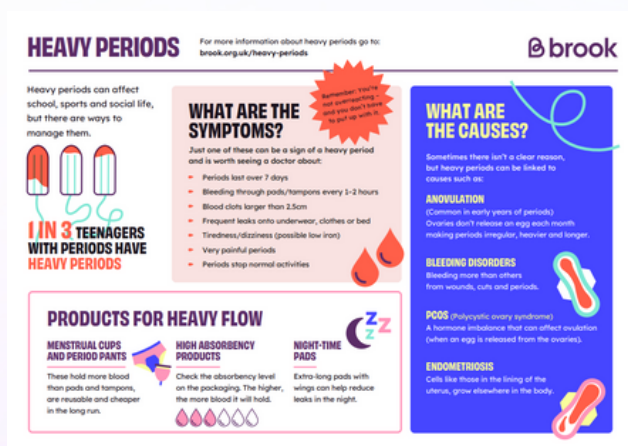 HEAVY PERIODS
For more information about heavy periods go to:
brook.org.uk/heavy-periods
brook
Heavy periods can affect
school, sports and social life,
but there are ways to
manage them.
1 IN 3 TEENAGERS
WITH PERIODS HAVE
HEAVY PERIODS
WHAT ARE THE
SYMPTOMS?
Remember: You're
not overreacting -
and you don't have
to put up with it.
Just one of these can be a sign of a heavy period
and is worth seeing a doctor about:
Periods last over 7 days
Bleeding through pads/tampons every 1-2 hours
Blood clots larger than 2.5cm
Frequent leaks onto underwear, clothes or bed
Tiredness/dizziness (possible low iron)
Very painful periods
Periods stop normal activities
WHAT ARE
THE CAUSES?
Sometimes there isn't a clear reason,
but heavy periods can be linked to
causes such as:
ANOVULATION
(Common in early years of periods)
Ovaries don't release an egg each month
making periods irregular, heavier and longer.
BLEEDING DISORDERS
Bleeding more than others
from wounds, cuts and periods.
PCOS (Polycystic ovary syndrome)
A hormone imbalance that can affect ovulation
(when an egg is released from the ovaries).
ENDOMETRIOSIS
Cells like those in the lining of the
uterus, grow elsewhere in the body.
PRODUCTS FOR HEAVY FLOW
MENSTRUAL CUPS
AND PERIOD PANTS
These hold more blood
than pads and tampons,
are reusable and cheaper
in the long run.
HIGH ABSORBENCY
PRODUCTS
Check the absorbency level
on the packaging. The higher,
the more blood it will hold.
NIGHT-TIME
PADS
Z Z Z
Extra-long pads with
wings can help reduce
leaks in the night.